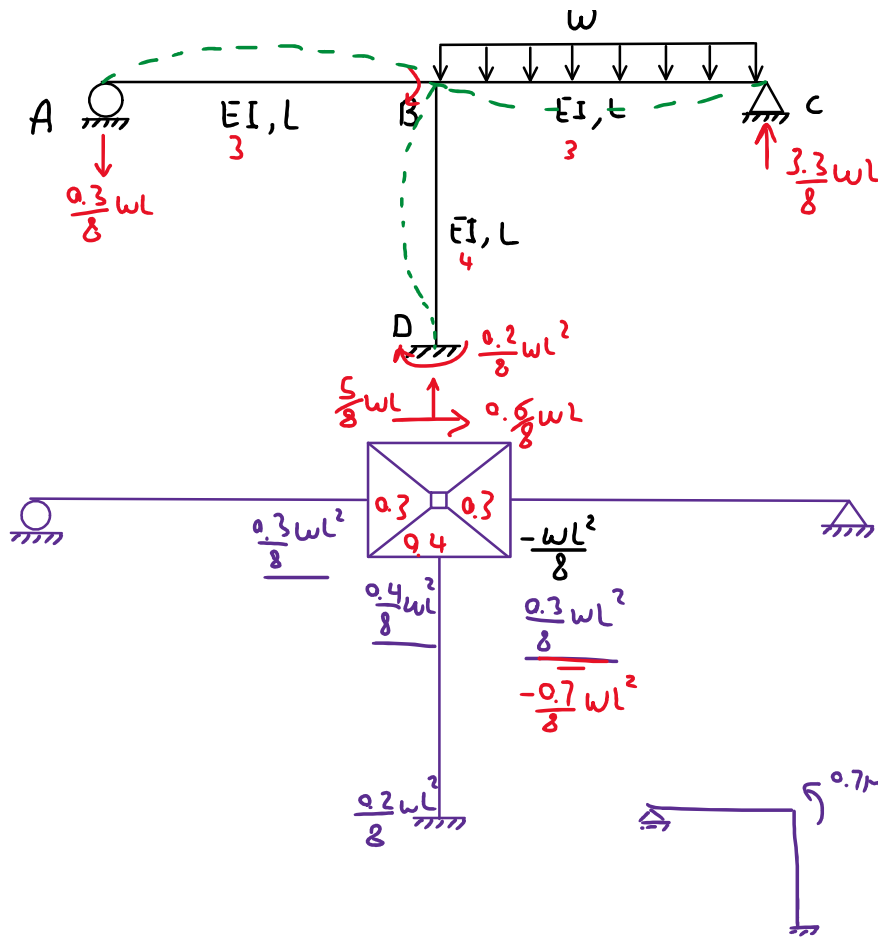 w
A
EI, L
3
B
EI, L
3
C
0.3/8 wL
3.3/8 wL
EI, L
4
D
0.2/8 wL²
5/8 wL
0.6/8 wL
0.3
0.3
0.4
0.3/8 wL²
-wL²/8
0.4/8 wL²
0.3/8 wL²
-0.7/8 wL²
0.2/8 wL²